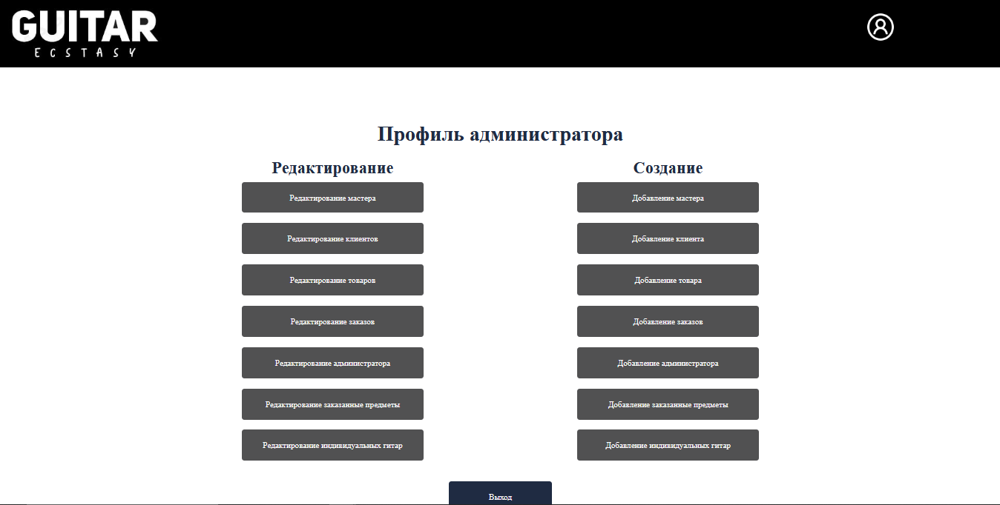 GUITAR
ECSTASY
Профиль администратора
Редактирование
Редактирование мастера
Редактирование клиентов
Редактирование товаров
Редактирование заказов
Редактирование администратора
Редактирование заказанные предметы
Редактирование индивидуальных гитар
Создание
Добавление мастера
Добавление клиента
Добавление товара
Добавление заказов
Добавление администратора
Добавление заказанные предметы
Добавление индивидуальных гитар
Выход